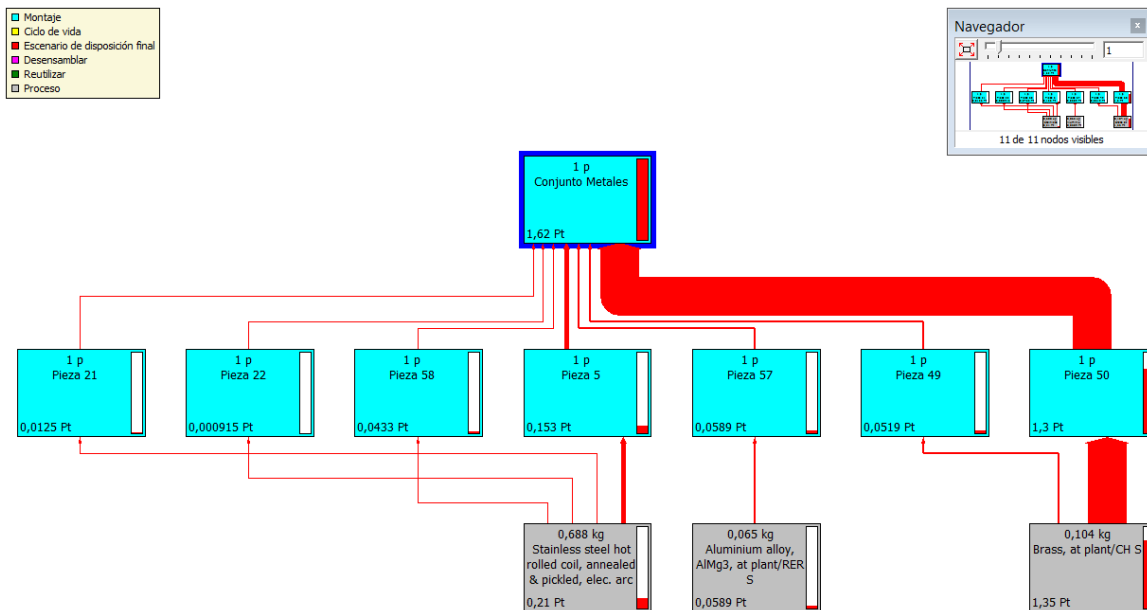 Montaje
Ciclo de vida
Escenario de disposición final
Desensamblar
Reutilizar
Proceso
Navegador
1
11 de 11 nodos visibles
1 p
Conjunto Metales
1,62 Pt
1 p
Pieza 21
0,0125 Pt
1 p
Pieza 22
0,000915 Pt
1 p
Pieza 58
0,0433 Pt
1 p
Pieza 5
0,153 Pt
1 p
Pieza 57
0,0589 Pt
1 p
Pieza 49
0,0519 Pt
1 p
Pieza 50
1,3 Pt
0,688 kg
Stainless steel hot
rolled coil, annealed
& pickled, elec. arc
0,21 Pt
0,065 kg
Aluminium alloy,
AlMg3, at plant/RER
S
0,0589 Pt
0,104 kg
Brass, at plant/CH S
1,35 Pt